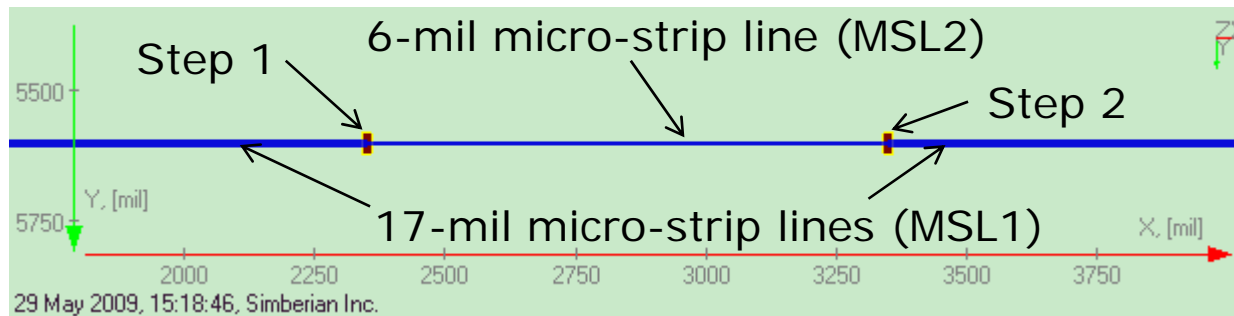 6-mil micro-strip line (MSL2)
Step 1
Z
Y
5500
Step 2
Y, [mil]
17-mil micro-strip lines (MSL1)
X, [mil]
5750
2000 2250 2500 2750 3000 3250 3500 3750
29 May 2009, 15:18:46, Simberian Inc.